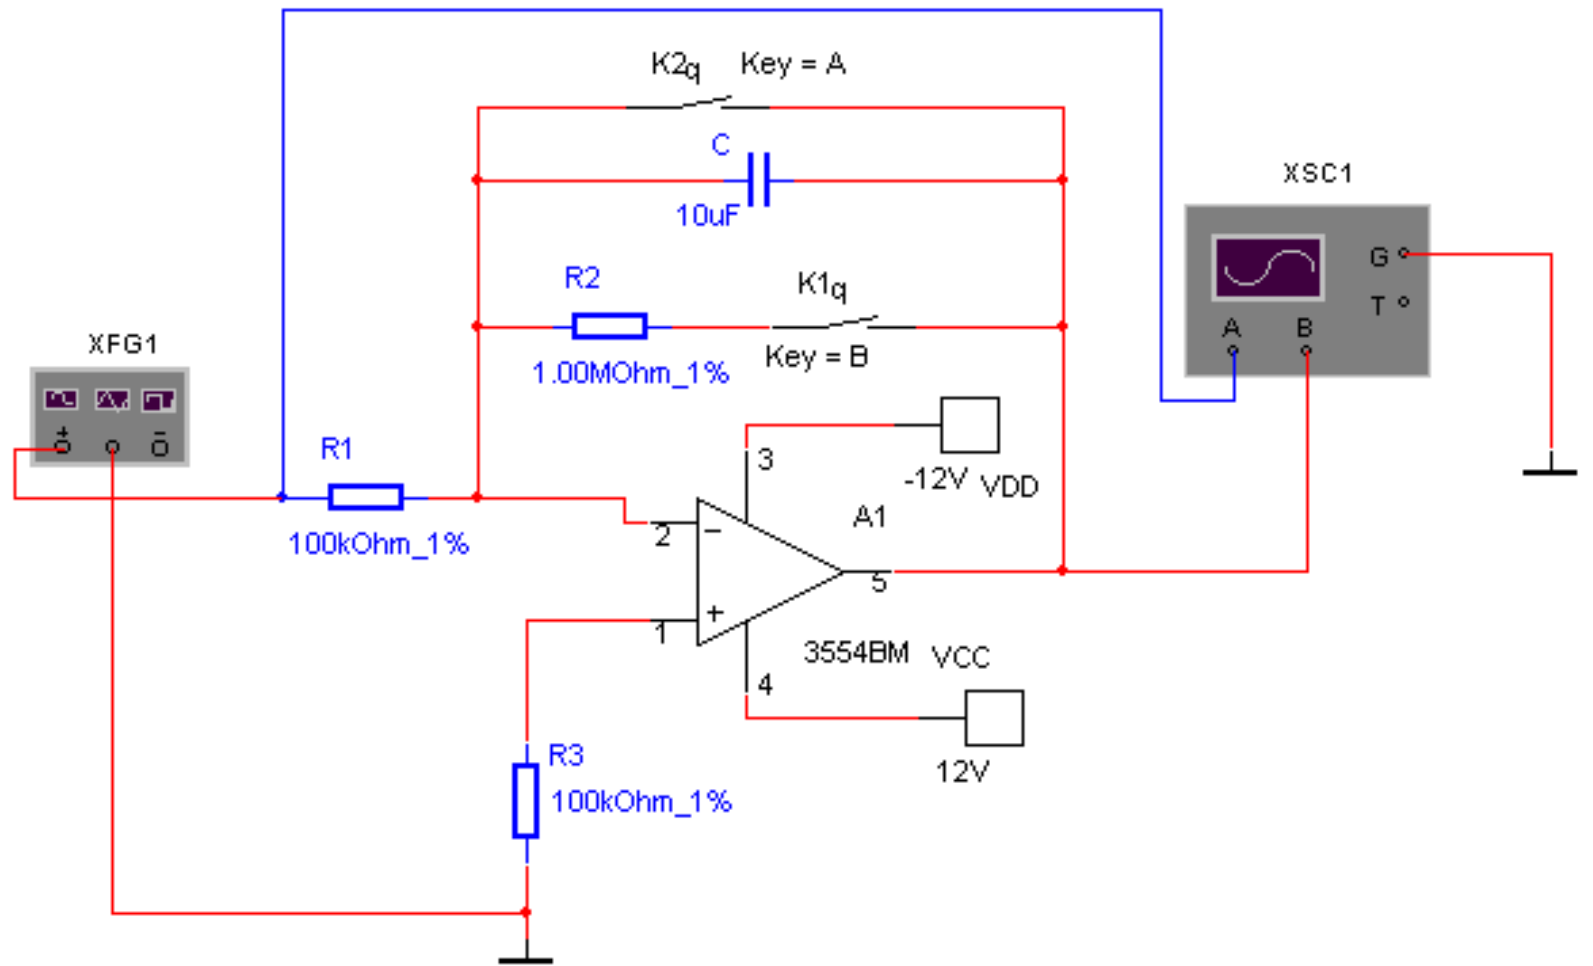 K2q Key = A
C
10uF
XSC1
G
T
A B
R2
K1q
1.00MOhm_1%
Key = B
XFG1
+ −
R1
100kOhm_1%
3
-12V VDD
A1
2
−
5
+
1
3554BM VCC
4
12V
R3
100kOhm_1%